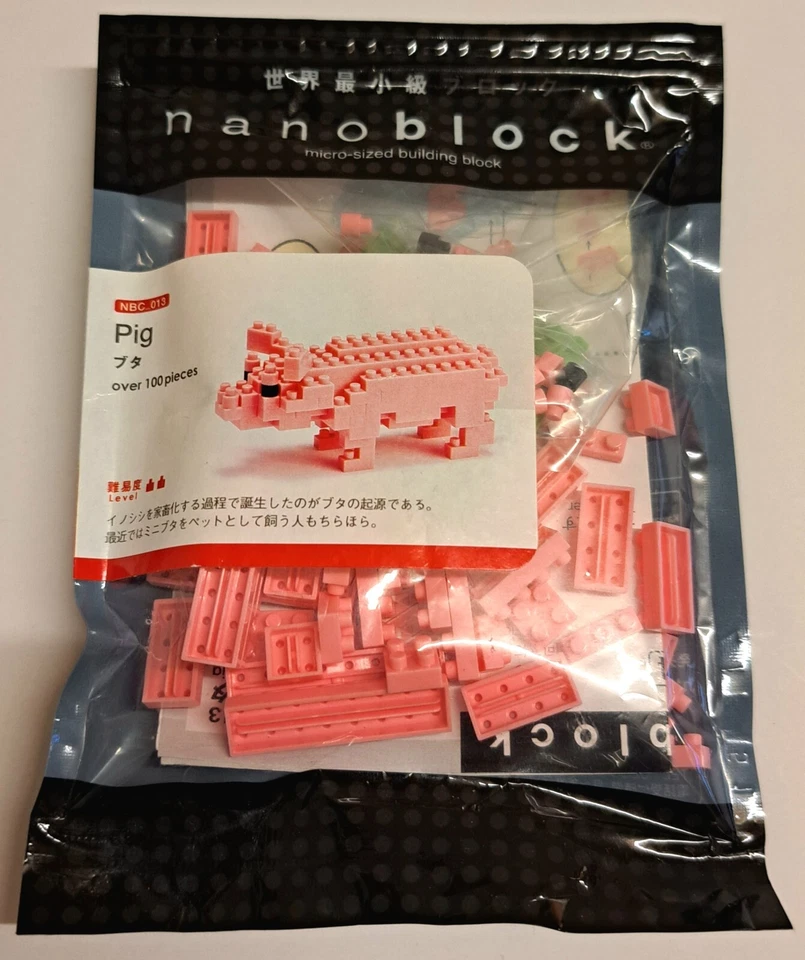 世界最小級ブロック
nanoblock®
micro-sized building block
NBC_013
Pig
ブタ
over 100 pieces
難易度
Level
イノシシを家畜化する過程で誕生したのがブタの起源である。
最近ではミニブタをペットとして飼う人もちらほら。
block